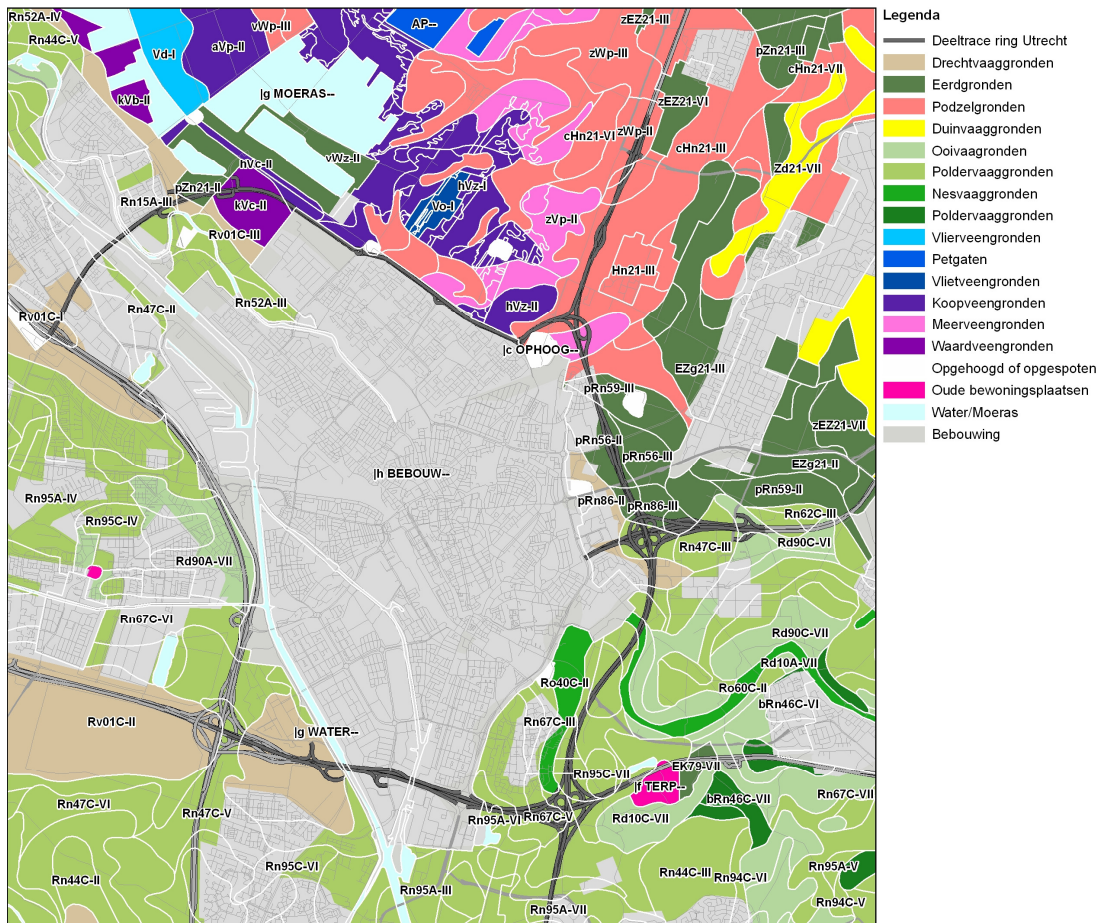 Rn52A-IV
Rn44C-V
Vd-I
aVp-II
vWp-III
AP--
zEZ21-III
zWp-III
pZn21-III
cHn21-VII
kVb-II
|g MOERAS--
zEZ21-VI
cHn21-VI
zWp-II
cHn21-III
hVc-II
vWz-II
Zd21-VII
pZn21-II
hVz-I
Rn15A-III
kVc-II
Vo-I
zVp-II
Rv01C-III
Hn21-III
Rn52A-III
Rn47C-II
hVz-II
Rv01C-I
|c OPHOOG--
EZg21-III
pRn59-III
zEZ21-VII
pRn56-II
pRn56-III
EZg21-II
|h BEBOUW--
pRn59-II
Rn95A-IV
pRn86-II
pRn86-III
Rn62C-III
Rn95C-IV
Rn47C-III
Rd90C-VI
Rd90A-VII
Rn67C-VI
Rd90C-VII
Rd10A-VII
Ro40C-II
Ro60C-II
bRn46C-VI
Rv01C-II
Rn67C-III
|g WATER--
EK79-VII
Rn95C-VII
|f TERP--
Rn67C-VII
Rn47C-VI
Rn47C-V
bRn46C-VII
Rn95A-VI
Rn67C-V
Rd10C-VII
Rn95C-VI
Rn95A-V
Rn44C-II
Rn44C-III
Rn94C-VI
Rn95A-III
Rn94C-V
Rn95A-VII
Legenda
Deeltrace ring Utrecht
Drechtvaaggronden
Eerdgronden
Podzelgronden
Duinvaaggronden
Ooivaagronden
Poldervaaggronden
Nesvaaggronden
Poldervaaggronden
Vlierveengronden
Petgaten
Vlietveengronden
Koopveengronden
Meerveengronden
Waardveengronden
Opgehoogd of opgespoten
Oude bewoningsplaatsen
Water/Moeras
Bebouwing